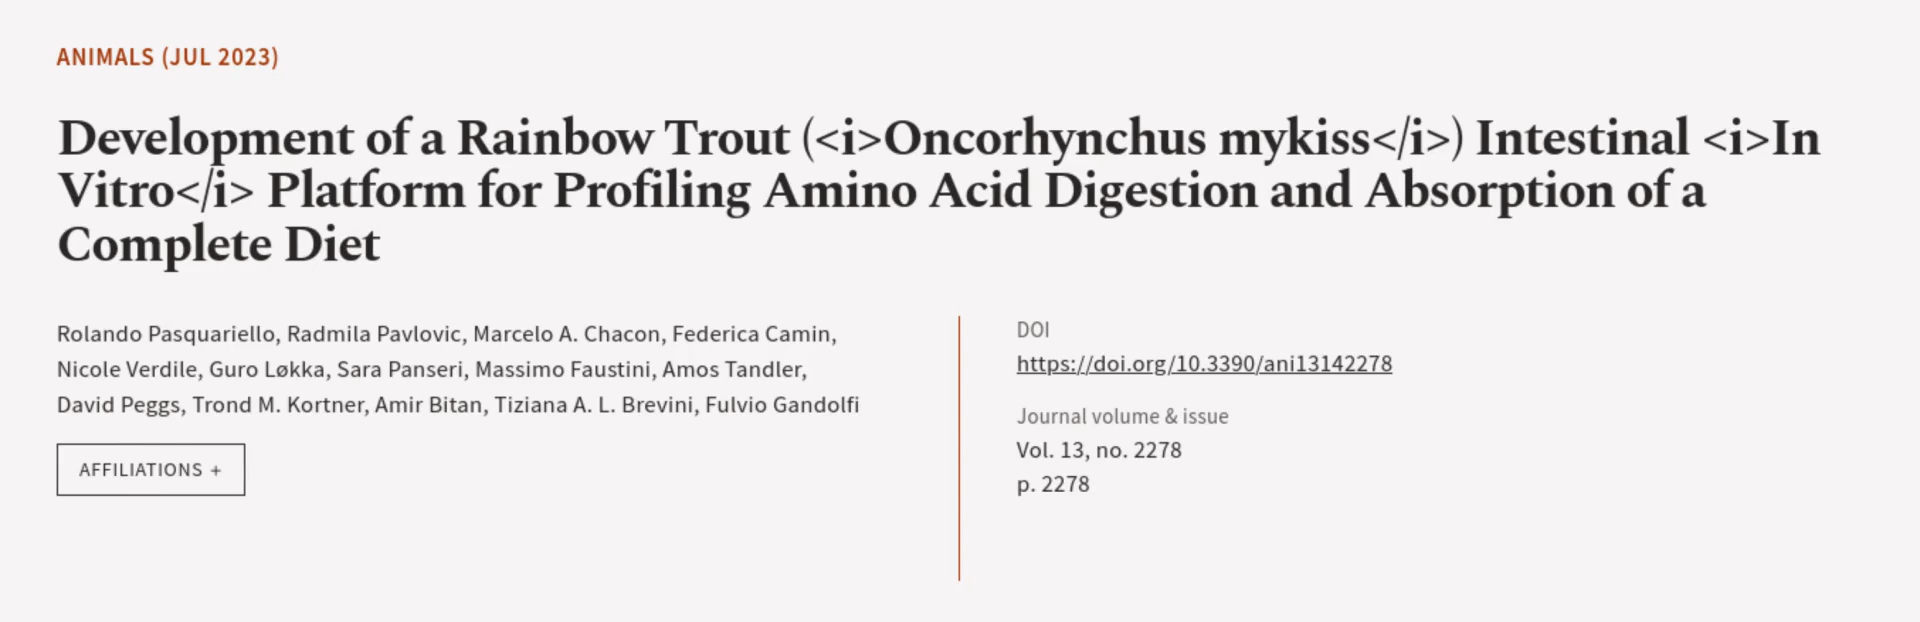 ANIMALS (JUL 2023)
Development of a Rainbow Trout (<i>Oncorhynchus mykiss</i>) Intestinal <i>In
Vitro</i> Platform for Profiling Amino Acid Digestion and Absorption of a
Complete Diet
Rolando Pasquariello, Radmila Pavlovic, Marcelo A. Chacon, Federica Camin,
Nicole Verdile, Guro Løkka, Sara Panseri, Massimo Faustini, Amos Tandler,
David Peggs, Trond M. Kortner, Amir Bitan, Tiziana A. L. Brevini, Fulvio Gandolfi
AFFILIATIONS +
DOI
https://doi.org/10.3390/ani13142278
Journal volume & issue
Vol. 13, no. 2278
p. 2278